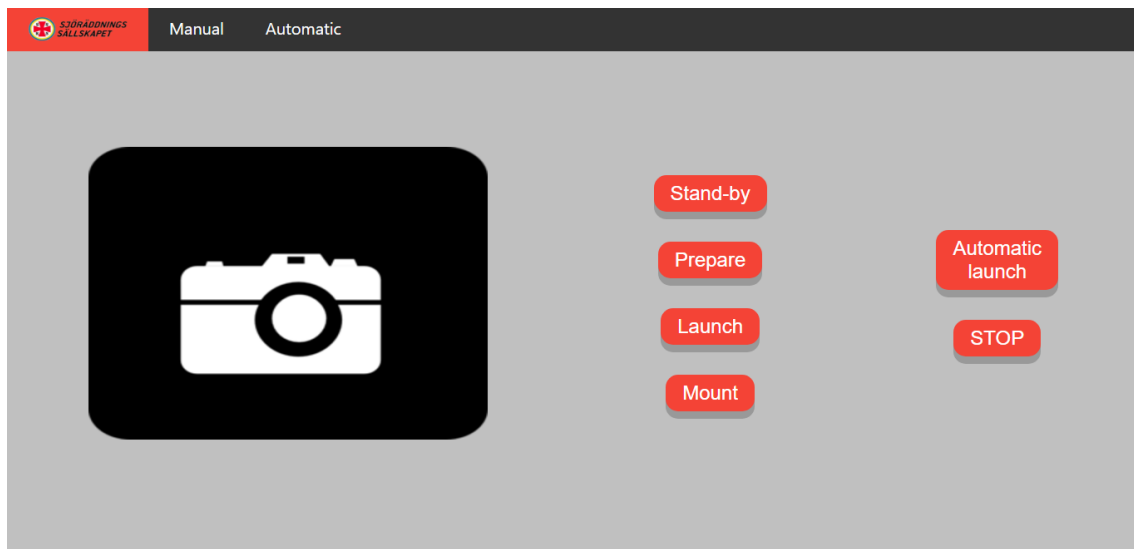 SJÖRÄDDNINGS
SÄLLSKAPET
Manual
Automatic
Stand-by
Prepare
Launch
Mount
Automatic
launch
STOP